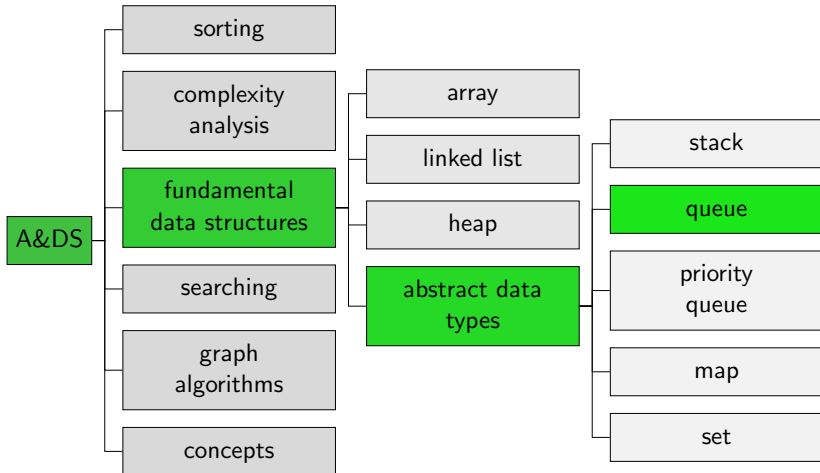 A&DS
sorting
complexity
analysis
fundamental
data structures
searching
graph
algorithms
concepts
array
linked list
heap
abstract data
types
stack
queue
priority
queue
map
set